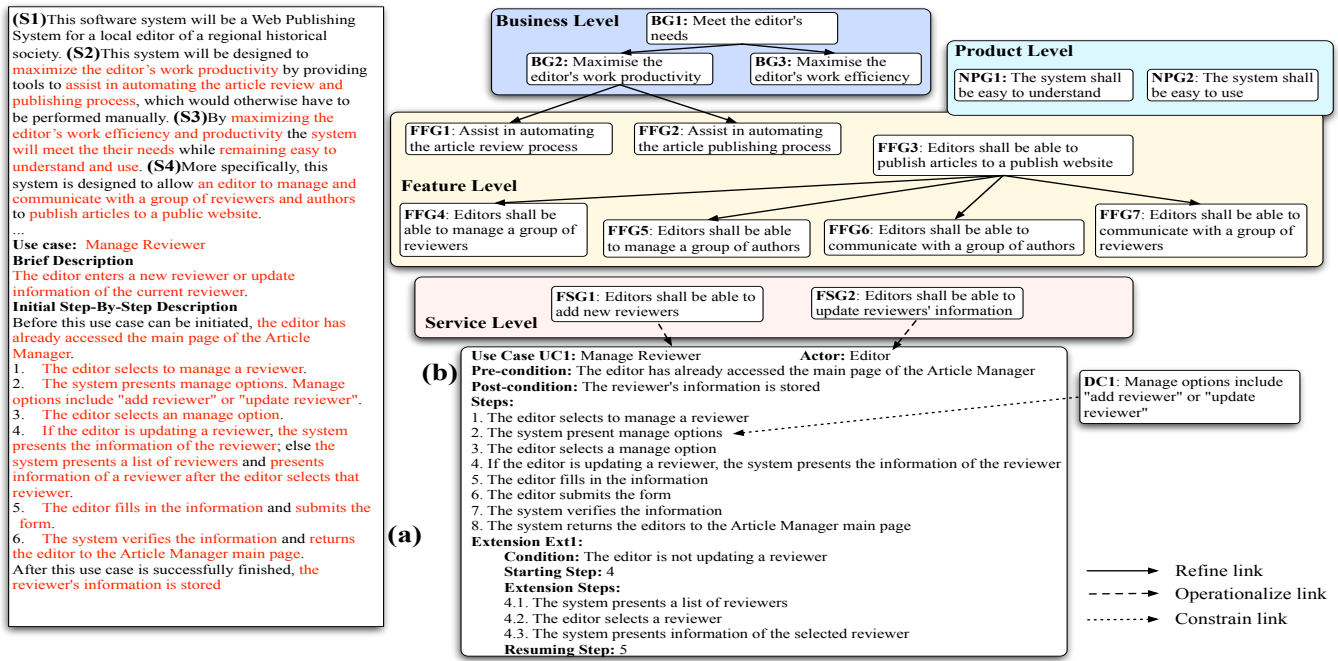 (S1)This software system will be a Web Publishing
System for a local editor of a regional historical
society. (S2)This system will be designed to
maximize the editor's work productivity by providing
tools to assist in automating the article review and
publishing process, which would otherwise have to
be performed manually. (S3)By maximizing the
editor's work efficiency and productivity the system
will meet the their needs while remaining easy to
understand and use. (S4)More specifically, this
system is designed to allow an editor to manage and
communicate with a group of reviewers and authors
to publish articles to a public website.
...
Use case: Manage Reviewer
Brief Description
The editor enters a new reviewer or update
information of the current reviewer.
Initial Step-By-Step Description
Before this use case can be initiated, the editor has
already accessed the main page of the Article
Manager.
1. The editor selects to manage a reviewer.
2. The system presents manage options. Manage
options include "add reviewer" or "update reviewer".
3. The editor selects an manage option.
4. If the editor is updating a reviewer, the system
presents the information of the reviewer; else the
system presents a list of reviewers and presents
information of a reviewer after the editor selects that
reviewer.
5. The editor fills in the information and submits the
form.
6. The system verifies the information and returns
the editor to the Article Manager main page.
After this use case is successfully finished, the
reviewer's information is stored
(a)
Business Level
BG1: Meet the editor's
needs
BG2: Maximise the
editor's work productivity
BG3: Maximise the
editor's work efficiency
Product Level
NPG1: The system shall
be easy to understand
NPG2: The system shall
be easy to use
FFG1: Assist in automating
the article review process
FFG2: Assist in automating
the article publishing process
FFG3: Editors shall be able to
publish articles to a publish website
Feature Level
FFG4: Editors shall be
able to manage a group of
reviewers
FFG5: Editors shall be able
to manage a group of authors
FFG6: Editors shall be able to
communicate with a group of authors
FFG7: Editors shall be able to
communicate with a group of
reviewers
Service Level
FSG1: Editors shall be able to
add new reviewers
FSG2: Editors shall be able to
update reviewers' information
(b)
Use Case UC1: Manage Reviewer Actor: Editor
Pre-condition: The editor has already accessed the main page of the Article Manager
Post-condition: The reviewer's information is stored
Steps:
1. The editor selects to manage a reviewer
2. The system present manage options
3. The editor selects a manage option
4. If the editor is updating a reviewer, the system presents the information of the reviewer
5. The editor fills in the information
6. The editor submits the form
7. The system verifies the information
8. The system returns the editors to the Article Manager main page
Extension Ext1:
Condition: The editor is not updating a reviewer
Starting Step: 4
Extension Steps:
4.1. The system presents a list of reviewers
4.2. The editor selects a reviewer
4.3. The system presents information of the selected reviewer
Resuming Step: 5
DC1: Manage options include
"add reviewer" or "update
reviewer"
Refine link
Operationalize link
Constrain link